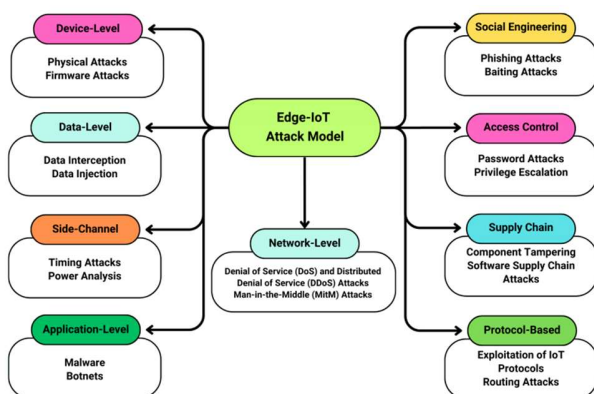 Device-Level
Physical Attacks
Firmware Attacks
Data-Level
Data Interception
Data Injection
Side-Channel
Timing Attacks
Power Analysis
Application-Level
Malware
Botnets
Edge-IoT
Attack Model
Network-Level
Denial of Service (DoS) and Distributed
Denial of Service (DDoS) Attacks
Man-in-the-Middle (MitM) Attacks
Social Engineering
Phishing Attacks
Baiting Attacks
Access Control
Password Attacks
Privilege Escalation
Supply Chain
Component Tampering
Software Supply Chain
Attacks
Protocol-Based
Exploitation of IoT
Protocols
Routing Attacks